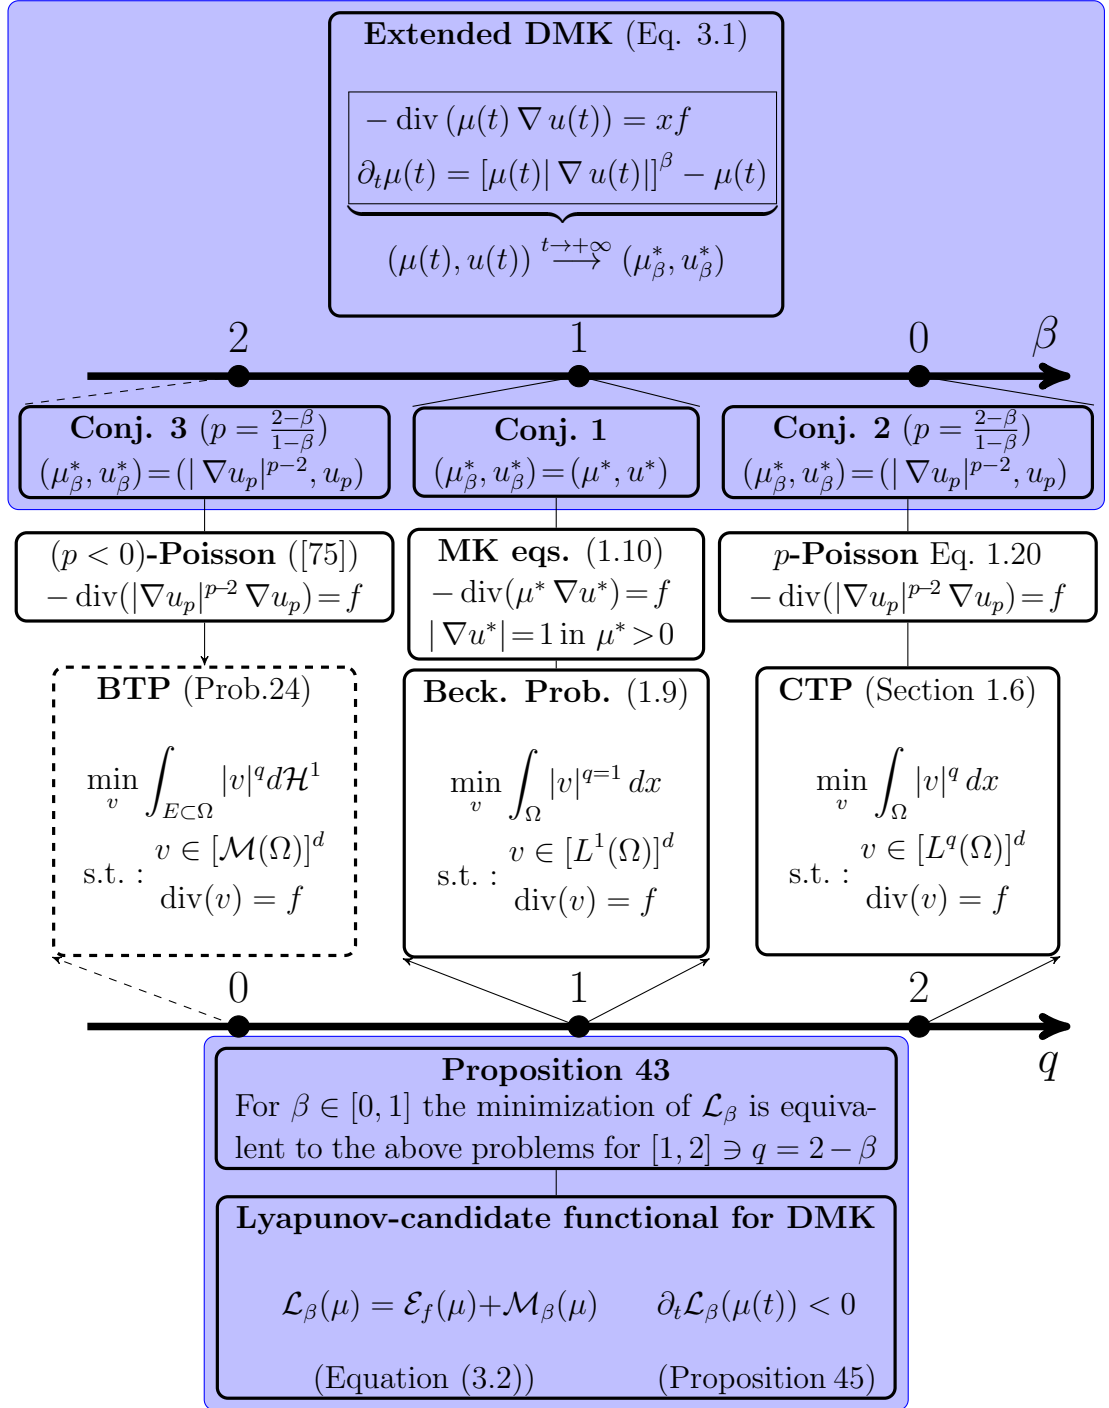 Extended DMK (Eq. 3.1)
− div (μ(t) ∇ u(t)) = xf
∂ₜμ(t) = [μ(t)| ∇ u(t)|]^β − μ(t)
(μ(t), u(t)) ⟶^{t→+∞} (μ*_β, u*_β)
2 1 0 β
Conj. 3 (p = (2−β)/(1−β))
(μ*_β, u*_β)=(| ∇u_p|^{p−2}, u_p)
Conj. 1
(μ*_β, u*_β)=(μ*, u*)
Conj. 2 (p = (2−β)/(1−β))
(μ*_β, u*_β)=(| ∇u_p|^{p−2}, u_p)
(p < 0)-Poisson ([75])
− div(|∇u_p|^{p−2} ∇u_p)=f
MK eqs. (1.10)
− div(μ* ∇u*)=f
| ∇u*|=1 in μ* >0
p-Poisson Eq. 1.20
− div(|∇u_p|^{p−2} ∇u_p)=f
BTP (Prob.24)
min_v ∫_{E⊂Ω} |v|^q dℋ¹
v ∈ [ℳ(Ω)]^d
s.t. :
div(v) = f
Beck. Prob. (1.9)
min_v ∫_Ω |v|^{q=1} dx
v ∈ [L¹(Ω)]^d
s.t. :
div(v) = f
CTP (Section 1.6)
min_v ∫_Ω |v|^q dx
v ∈ [L^q(Ω)]^d
s.t. :
div(v) = f
0 1 2
q
Proposition 43
For β ∈ [0, 1] the minimization of ℒ_β is equiva-
lent to the above problems for [1, 2] ∋ q = 2 − β
Lyapunov-candidate functional for DMK
ℒ_β(μ) = ℰ_f(μ)+ℳ_β(μ) ∂ₜℒ_β(μ(t)) < 0
(Equation (3.2)) (Proposition 45)